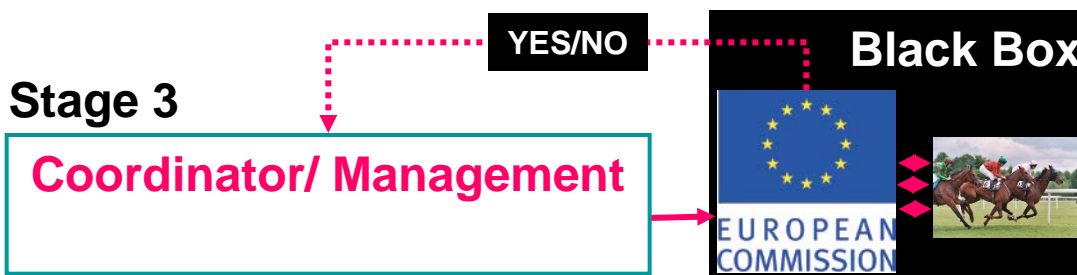 YES/NO
Black Box
Stage 3
Coordinator/ Management
EUROPEAN
COMMISSION